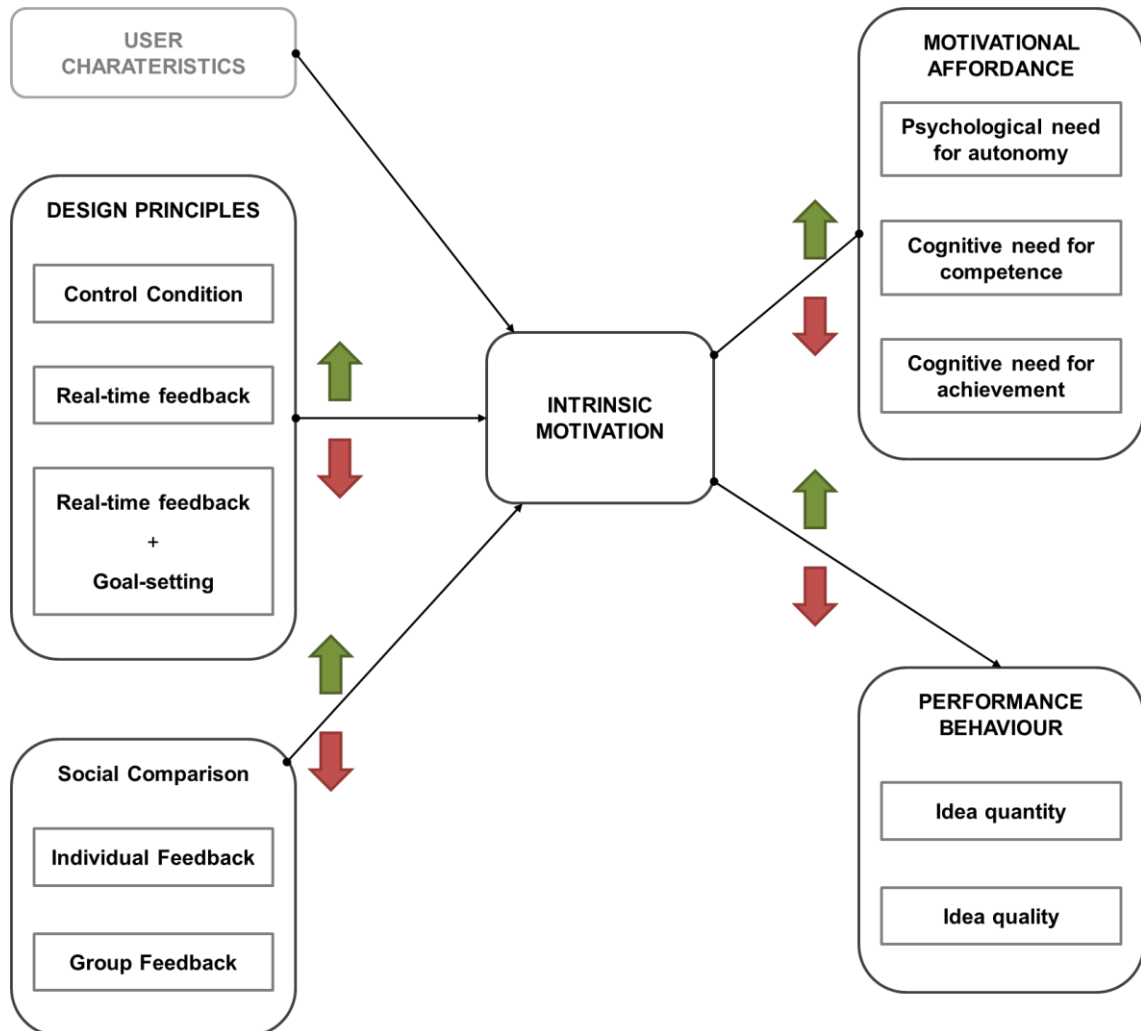 USER
CHARATERISTICS
DESIGN PRINCIPLES
Control Condition
Real-time feedback
Real-time feedback
+
Goal-setting
Social Comparison
Individual Feedback
Group Feedback
INTRINSIC
MOTIVATION
MOTIVATIONAL
AFFORDANCE
Psychological need
for autonomy
Cognitive need for
competence
Cognitive need for
achievement
PERFORMANCE
BEHAVIOUR
Idea quantity
Idea quality